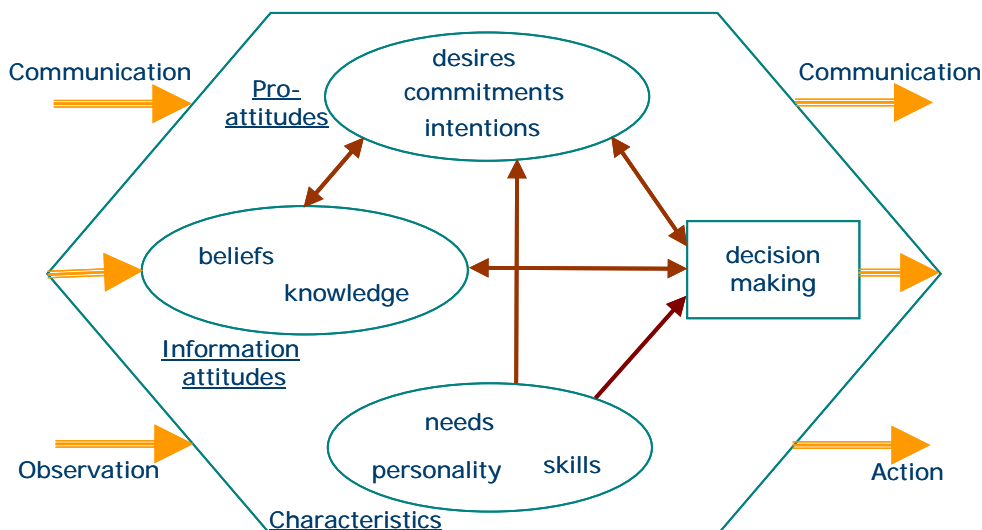 Communication
Pro-
attitudes
desires
commitments
intentions
Communication
beliefs
knowledge
decision
making
Information
attitudes
Observation
needs
personality
skills
Action
Characteristics